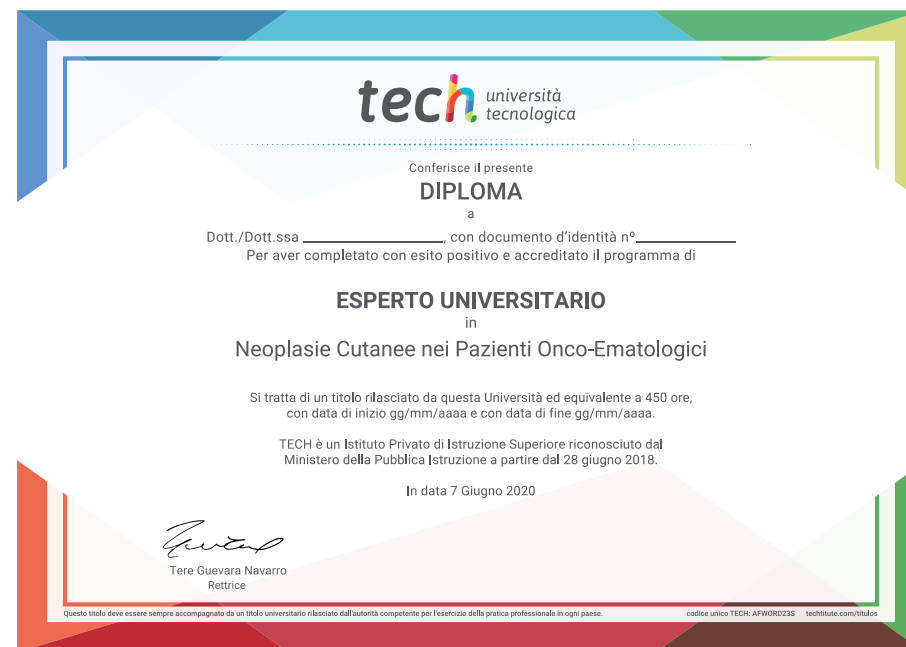 tech università
tecnologica
Conferisce il presente
DIPLOMA
a
Dott./Dott.ssa ____________________, con documento d'identità nº______________
Per aver completato con esito positivo e accreditato il programma di
ESPERTO UNIVERSITARIO
in
Neoplasie Cutanee nei Pazienti Onco-Ematologici
Si tratta di un titolo rilasciato da questa Università ed equivalente a 450 ore,
con data di inizio gg/mm/aaaa e con data di fine gg/mm/aaaa.
TECH è un Istituto Privato di Istruzione Superiore riconosciuto dal
Ministero della Pubblica Istruzione a partire dal 28 giugno 2018.
In data 7 Giugno 2020
Tere Guevara Navarro
Rettrice
Questo titolo deve essere sempre accompagnato da un titolo universitario rilasciato dall'autorità competente per l'esercizio della pratica professionale in ogni paese. codice unico TECH: AFWORD23S techtitute.com/titulos